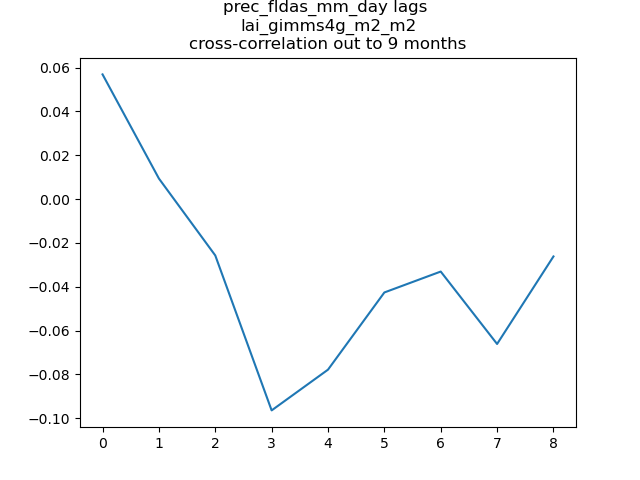 prec_fldas_mm_day lags
lai_gimms4g_m2_m2
cross-correlation out to 9 months
0.06
0.04
0.02
0.00
−0.02
−0.04
−0.06
−0.08
−0.10
0 1 2 3 4 5 6 7 8